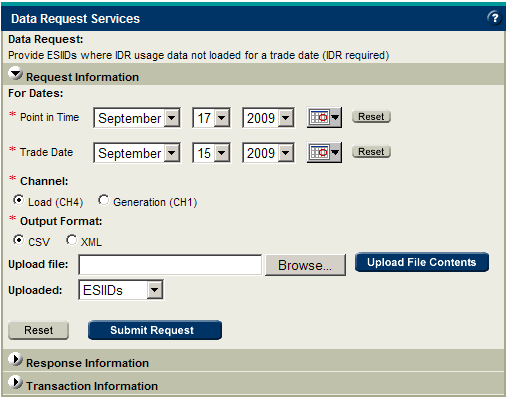 Data Request Services ?
Data Request:
Provide ESIIDs where IDR usage data not loaded for a trade date (IDR required)
Request Information
For Dates:
* Point in Time September 17 2009 Reset
* Trade Date September 15 2009 Reset
* Channel:
Load (CH4) Generation (CH1)
* Output Format:
CSV XML
Upload file: Browse... Upload File Contents
Uploaded: ESIIDs
Reset Submit Request
Response Information
Transaction Information